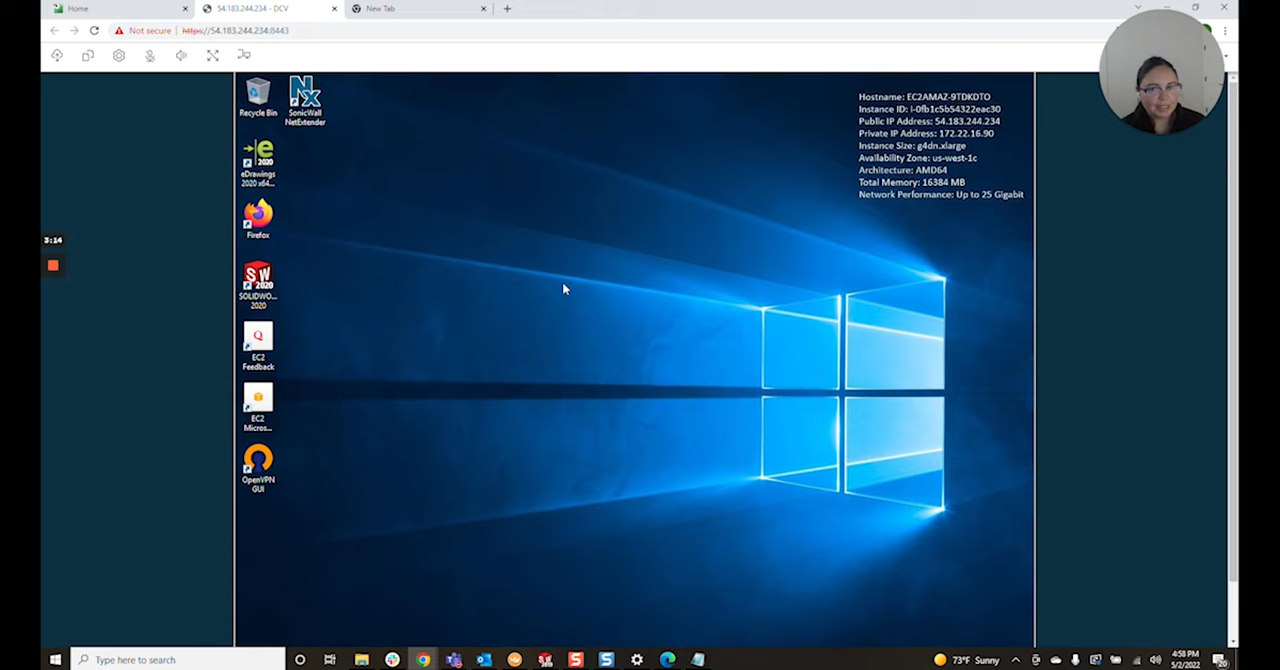 Home
54.183.244.234 - DCV
New Tab
Not secure
https://54.183.244.234:8443
3:14
Recycle Bin
SonicWall
NetExtender
2020
eDrawings
2020 x64...
Firefox
SW
2020
SOLIDWO...
2020
EC2
Feedback
EC2
Micros...
OpenVPN
GUI
Hostname: EC2AMAZ-9TDKDTO
Instance ID: i-0fb1c5b54322eac30
Public IP Address: 54.183.244.234
Private IP Address: 172.22.16.90
Instance Size: g4dn.xlarge
Availability Zone: us-west-1c
Architecture: AMD64
Total Memory: 16384 MB
Network Performance: Up to 25 Gigabit
Type here to search
73°F Sunny
4:58 PM
5/2/2022
20